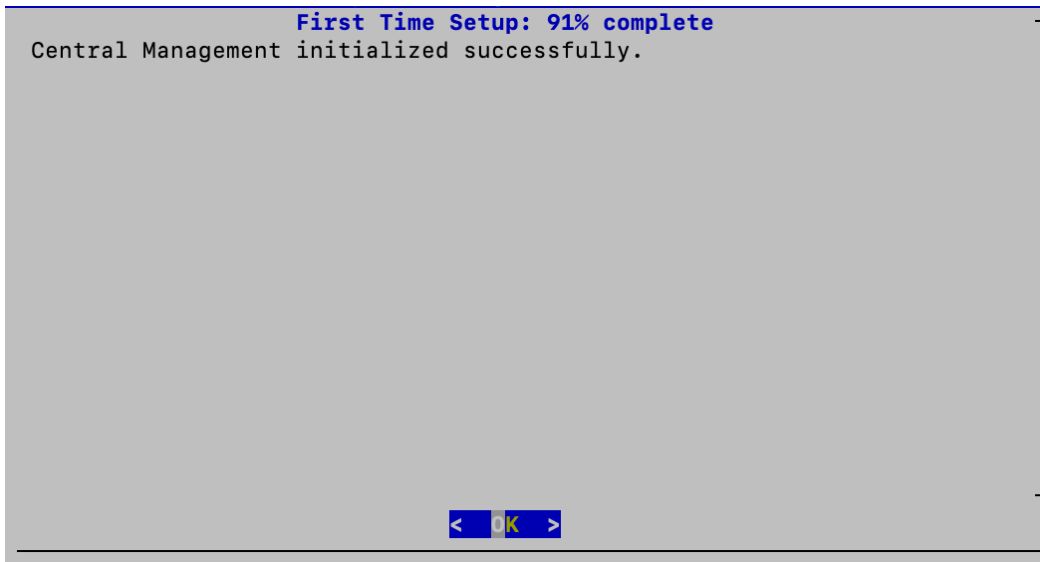 First Time Setup: 91% complete
Central Management initialized successfully.
< OK >